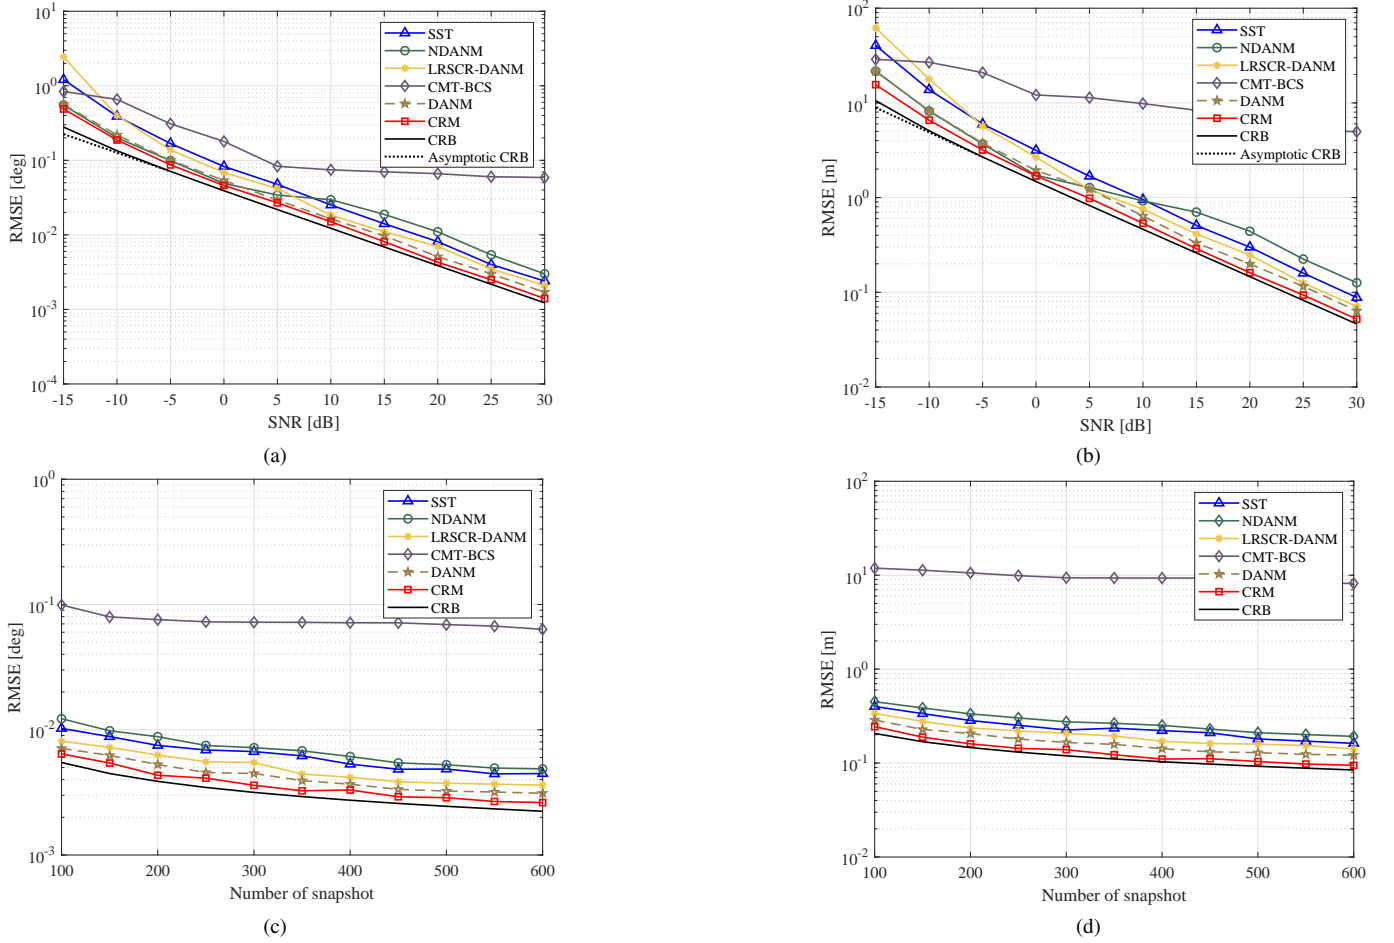 10^1
10^0
10^-1
10^-2
10^-3
10^-4
RMSE [deg]
-15 -10 -5 0 5 10 15 20 25 30
SNR [dB]
SST
NDANM
LRSCR-DANM
CMT-BCS
DANM
CRM
CRB
Asymptotic CRB
(a)
10^2
10^1
10^0
10^-1
10^-2
RMSE [m]
-15 -10 -5 0 5 10 15 20 25 30
SNR [dB]
SST
NDANM
LRSCR-DANM
CMT-BCS
DANM
CRM
CRB
Asymptotic CRB
(b)
10^0
10^-1
10^-2
10^-3
RMSE [deg]
100 200 300 400 500 600
Number of snapshot
SST
NDANM
LRSCR-DANM
CMT-BCS
DANM
CRM
CRB
(c)
10^2
10^1
10^0
10^-1
10^-2
RMSE [m]
100 200 300 400 500 600
Number of snapshot
SST
NDANM
LRSCR-DANM
CMT-BCS
DANM
CRM
CRB
(d)